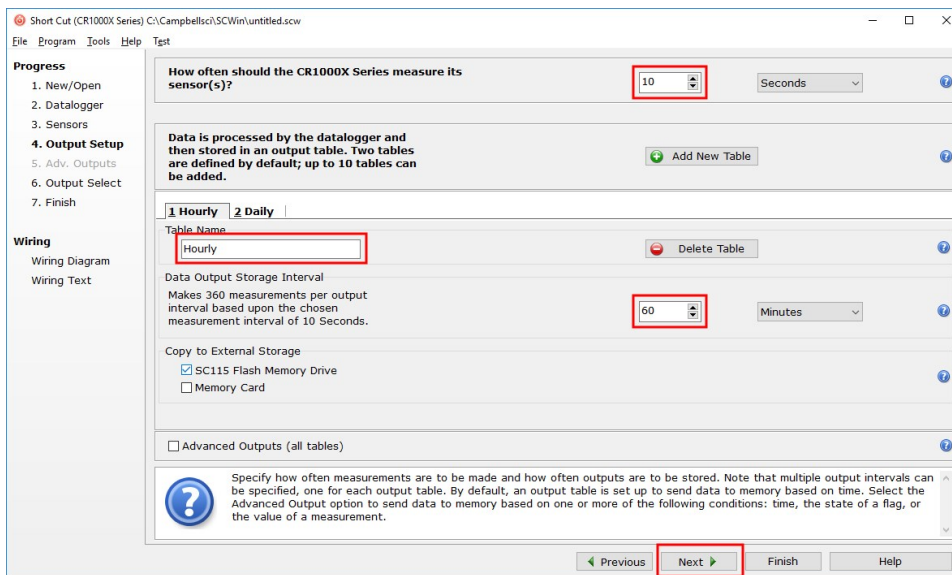 Short Cut (CR1000X Series) C:\Campbellsci\SCWin\untitled.scw
File Program Tools Help Test
Progress
1. New/Open
2. Datalogger
3. Sensors
4. Output Setup
5. Adv. Outputs
6. Output Select
7. Finish
Wiring
Wiring Diagram
Wiring Text
How often should the CR1000X Series measure its
sensor(s)?
10
Seconds
Data is processed by the datalogger and
then stored in an output table. Two tables
are defined by default; up to 10 tables can
be added.
Add New Table
1 Hourly 2 Daily
Table Name
Hourly
Delete Table
Data Output Storage Interval
Makes 360 measurements per output
interval based upon the chosen
measurement interval of 10 Seconds.
60
Minutes
Copy to External Storage
SC115 Flash Memory Drive
Memory Card
Advanced Outputs (all tables)
Specify how often measurements are to be made and how often outputs are to be stored. Note that multiple output intervals can
be specified, one for each output table. By default, an output table is set up to send data to memory based on time. Select the
Advanced Output option to send data to memory based on one or more of the following conditions: time, the state of a flag, or
the value of a measurement.
Previous Next Finish Help